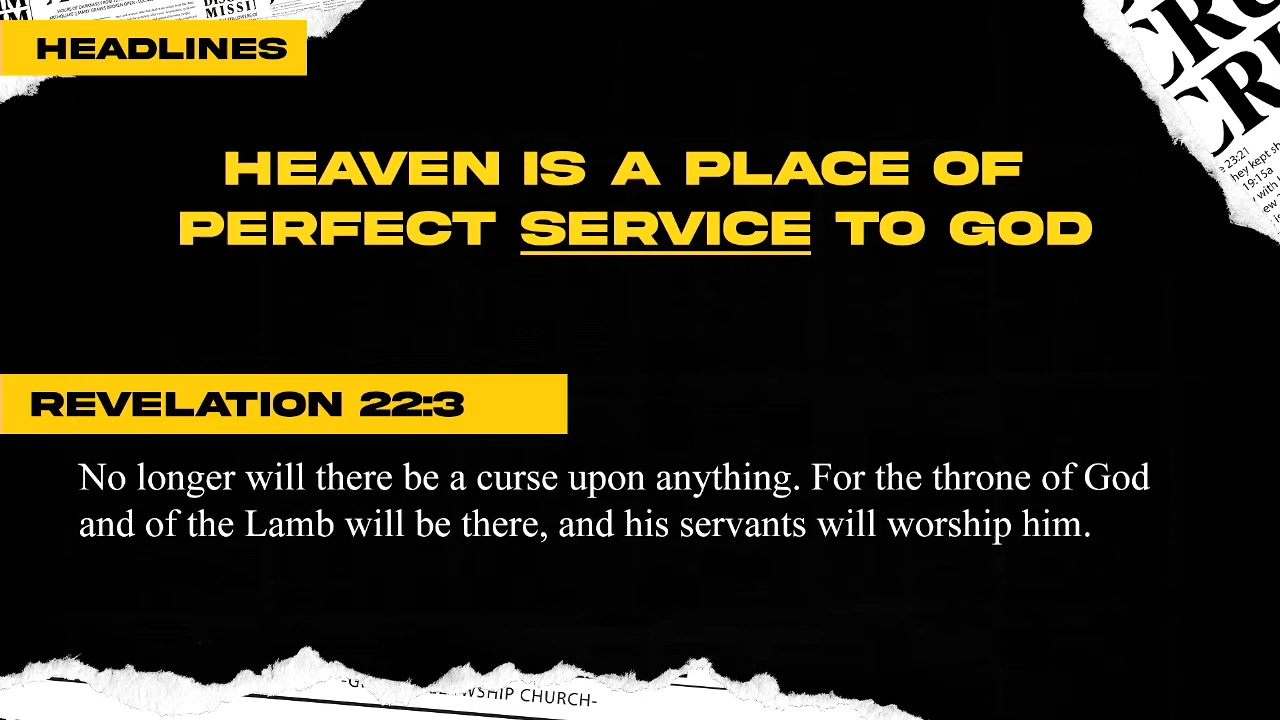 HEADLINES
HEAVEN IS A PLACE OF
PERFECT SERVICE TO GOD
REVELATION 22:3
No longer will there be a curse upon anything. For the throne of God
and of the Lamb will be there, and his servants will worship him.
CHURCH-